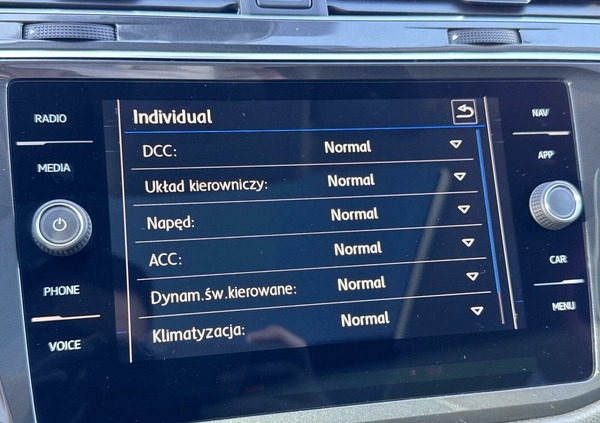 Individual
RADIO
MEDIA
PHONE
VOICE
DCC: Normal
Układ kierowniczy: Normal
Napęd: Normal
ACC: Normal
Dynam.św.kierowane: Normal
Klimatyzacja: Normal
NAV
APP
CAR
MENU